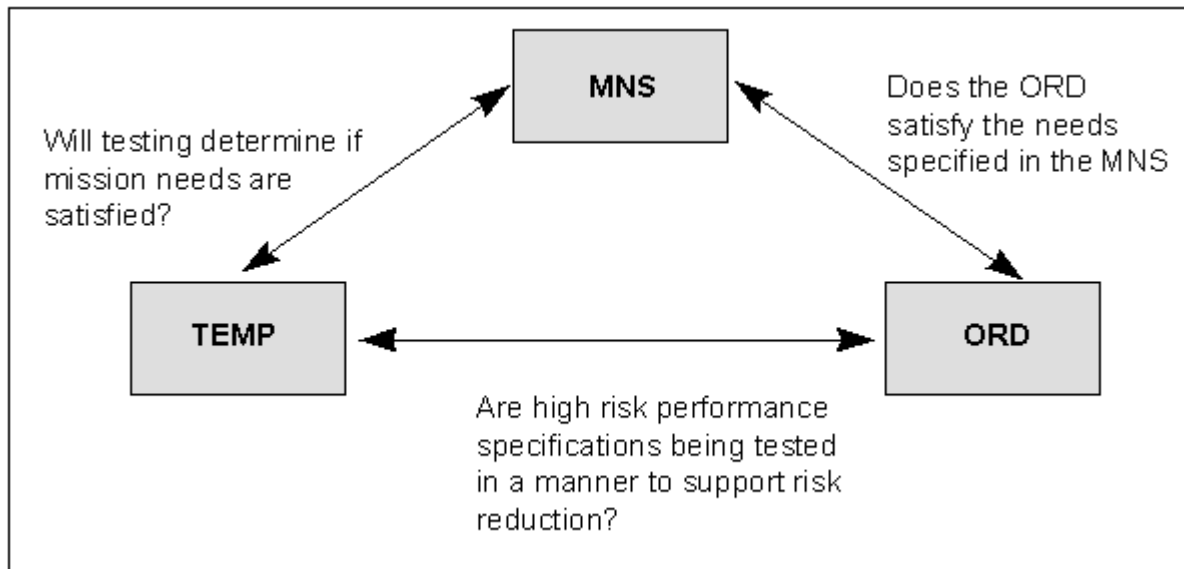 MNS
Does the ORD
satisfy the needs
specified in the MNS
Will testing determine if
mission needs are
satisfied?
TEMP
ORD
Are high risk performance
specifications being tested
in a manner to support risk
reduction?